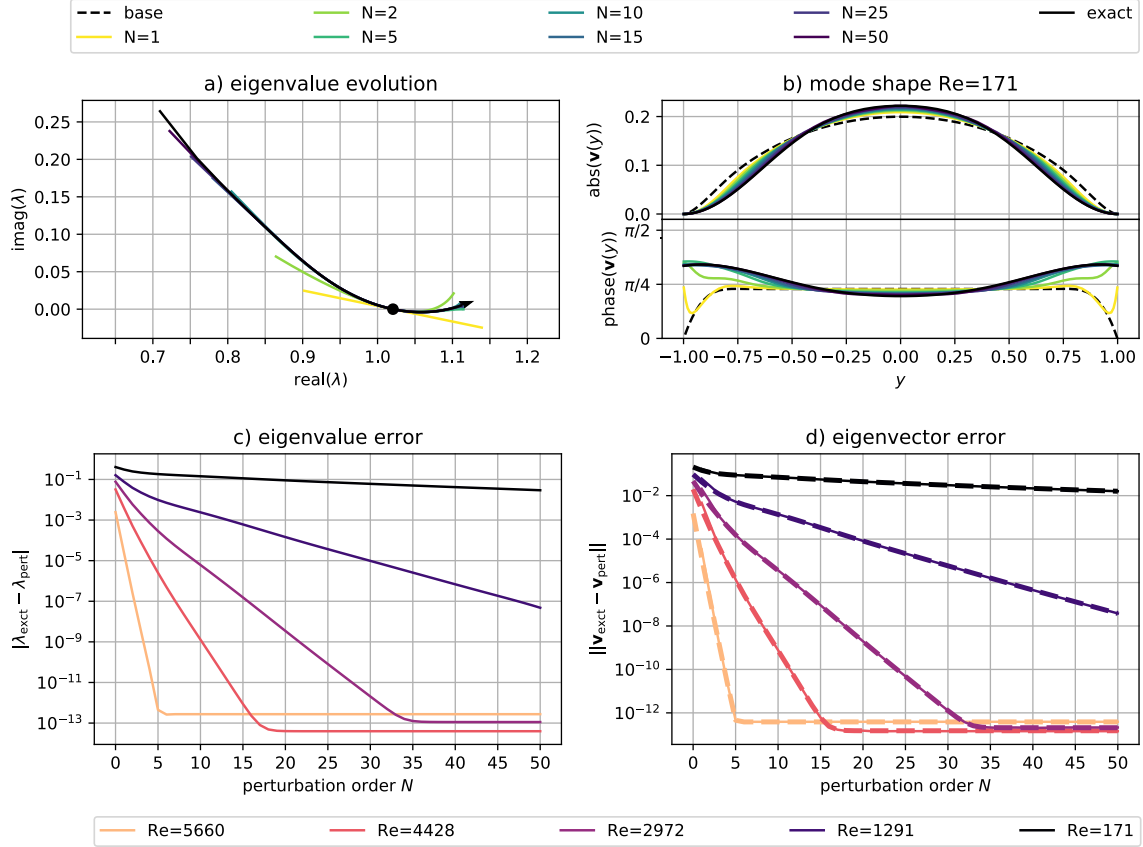 base N=2 N=10 N=25 exact
N=1 N=5 N=15 N=50
a) eigenvalue evolution
b) mode shape Re=171
0.25
0.20
0.15
0.10
0.05
0.00
imag(λ)
0.7 0.8 0.9 1.0 1.1 1.2
real(λ)
0.2
0.1
0.0
abs(v(y))
π/2
π/4
0
phase(v(y))
−1.00 −0.75 −0.50 −0.25 0.00 0.25 0.50 0.75 1.00
y
c) eigenvalue error
d) eigenvector error
10⁻¹
10⁻³
10⁻⁵
10⁻⁷
10⁻⁹
10⁻¹¹
10⁻¹³
|λexct − λpert|
0 5 10 15 20 25 30 35 40 45 50
perturbation order N
10⁻²
10⁻⁴
10⁻⁶
10⁻⁸
10⁻¹⁰
10⁻¹²
||vexct − vpert||
0 5 10 15 20 25 30 35 40 45 50
perturbation order N
Re=5660 Re=4428 Re=2972 Re=1291 Re=171